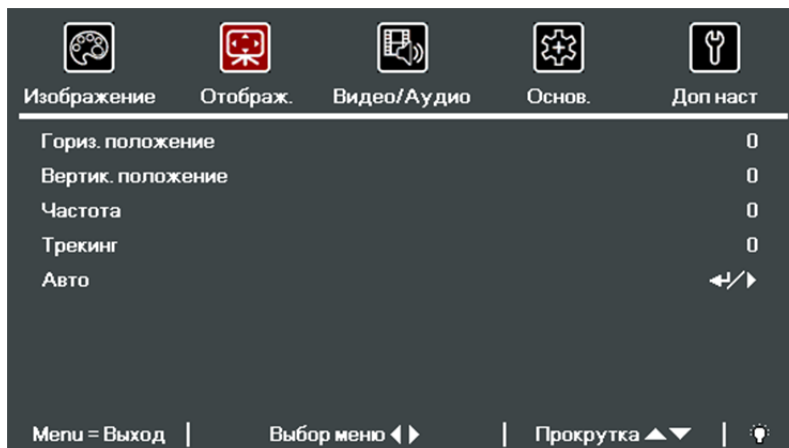 Изображение Отображ. Видео/Аудио Основ. Доп наст
Гориз. положение 0
Вертик. положение 0
Частота 0
Трекинг 0
Авто
Menu = Выход | Выбор меню | Прокрутка |